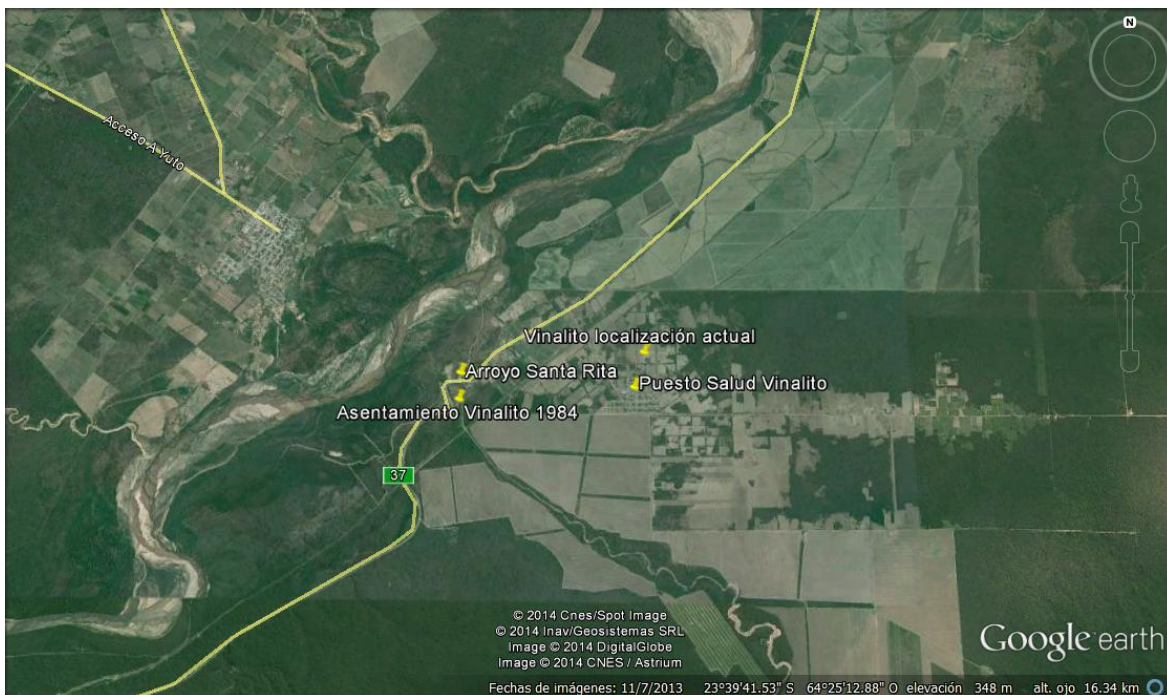 N
Acceso A Yuto
Vinalito localización actual
Arroyo Santa Rita
Puesto Salud Vinalito
Asentamiento Vinalito 1984
37
© 2014 Cnes/Spot Image
© 2014 Inav/Geosistemas SRL
Image © 2014 DigitalGlobe
Image © 2014 CNES / Astrium
Google earth
Fechas de imágenes: 11/7/2013 23°39'41.53" S 64°25'12.88" O elevación 348 m alt. ojo 16.34 km